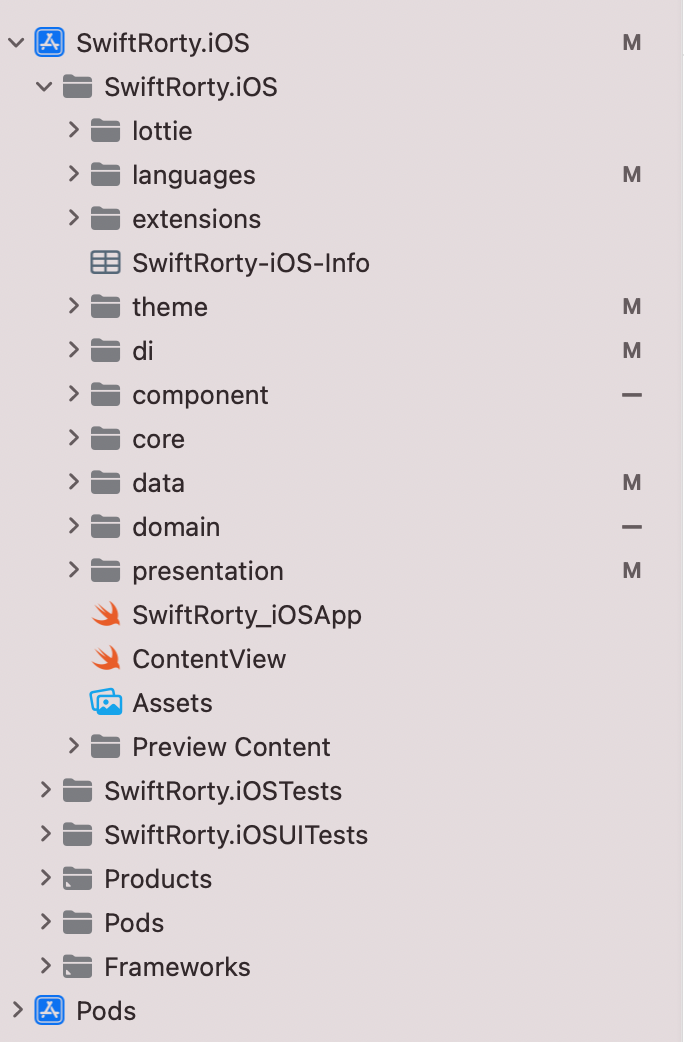 SwiftRorty.iOS M
SwiftRorty.iOS
lottie
languages M
extensions
SwiftRorty-iOS-Info
theme M
di M
component –
core
data M
domain –
presentation M
SwiftRorty_iOSApp
ContentView
Assets
Preview Content
SwiftRorty.iOSTests
SwiftRorty.iOSUITests
Products
Pods
Frameworks
Pods